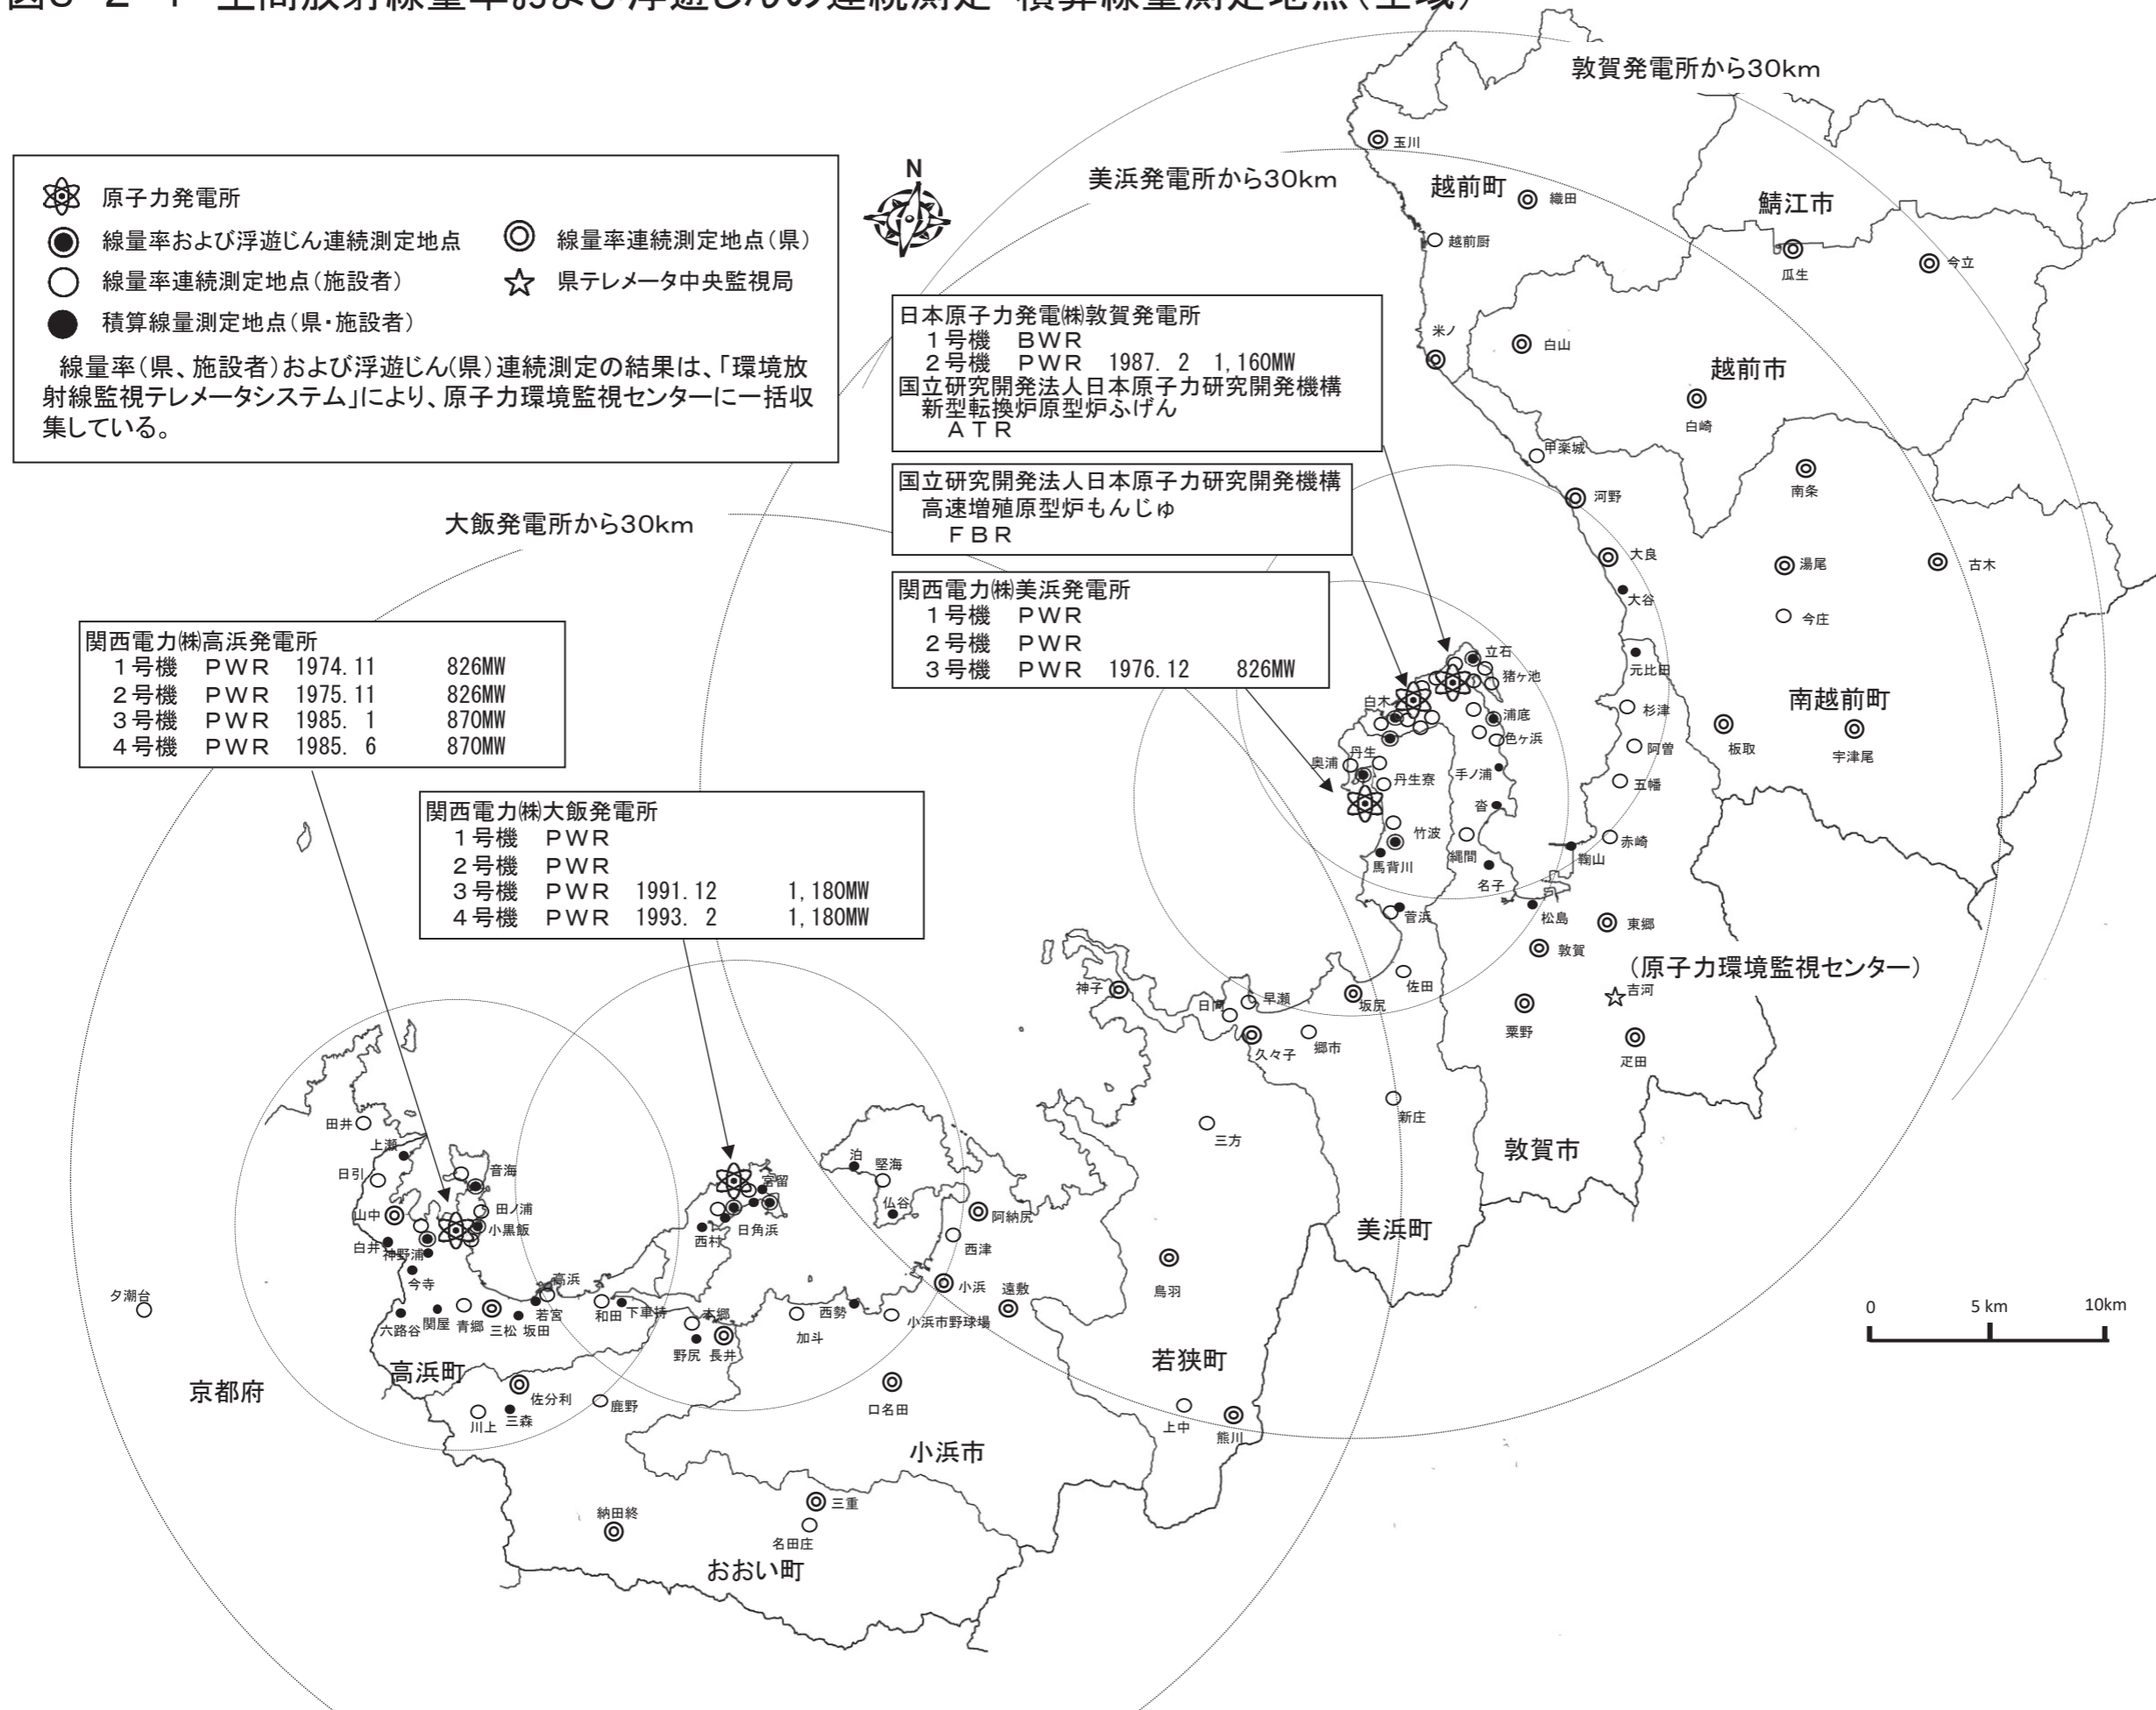 空間放射線量率および浮遊じんの連続測定・積算線量測定地点(全域)
敦賀発電所から30km
美浜発電所から30km
大飯発電所から30km
N
原子力発電所
線量率および浮遊じん連続測定地点
線量率連続測定地点(県)
線量率連続測定地点(施設者)
県テレメータ中央監視局
積算線量測定地点(県・施設者)
線量率(県、施設者)および浮遊じん(県)連続測定の結果は、「環境放
射線監視テレメータシステム」により、原子力環境監視センターに一括収
集している。
日本原子力発電㈱敦賀発電所
1号機 BWR
2号機 PWR 1987. 2 1,160MW
国立研究開発法人日本原子力研究開発機構
新型転換炉原型炉ふげん
ATR
国立研究開発法人日本原子力研究開発機構
高速増殖原型炉もんじゅ
FBR
関西電力㈱美浜発電所
1号機 PWR
2号機 PWR
3号機 PWR 1976.12 826MW
関西電力㈱高浜発電所
1号機 PWR 1974.11 826MW
2号機 PWR 1975.11 826MW
3号機 PWR 1985. 1 870MW
4号機 PWR 1985. 6 870MW
関西電力㈱大飯発電所
1号機 PWR
2号機 PWR
3号機 PWR 1991.12 1,180MW
4号機 PWR 1993. 2 1,180MW
玉川
越前町
織田
鯖江市
越前厨
瓜生
今立
米ノ
白山
越前市
白崎
甲楽城
南条
河野
大良
湯尾
古木
大谷
今庄
立石
元比田
猪ヶ池
白木
浦底
杉津
南越前町
色ヶ浜
阿曽
板取
宇津尾
丹生
奥浦
丹生寮
手ノ浦
五幡
沓
竹波
赤崎
馬背川
縄間
鞠山
名子
菅浜
松島
東郷
敦賀
(原子力環境監視センター)
吉河
佐田
神子
日向
早瀬
坂尻
粟野
久々子
郷市
疋田
新庄
三方
敦賀市
美浜町
田井
上瀬
日引
音海
泊
堅海
宮留
仏谷
山中
田ノ浦
小黒飯
阿納尻
白井
神野浦
西村
日角浜
西津
今寺
高浜
小浜
遠敷
鳥羽
夕潮台
六路谷
関屋
青郷
三松
坂田
若宮
和田
下車持
本郷
西勢
小浜市野球場
加斗
野尻
長井
高浜町
若狭町
京都府
佐分利
鹿野
口名田
川上
三森
上中
熊川
小浜市
納田終
三重
名田庄
おおい町
0 5 km 10km